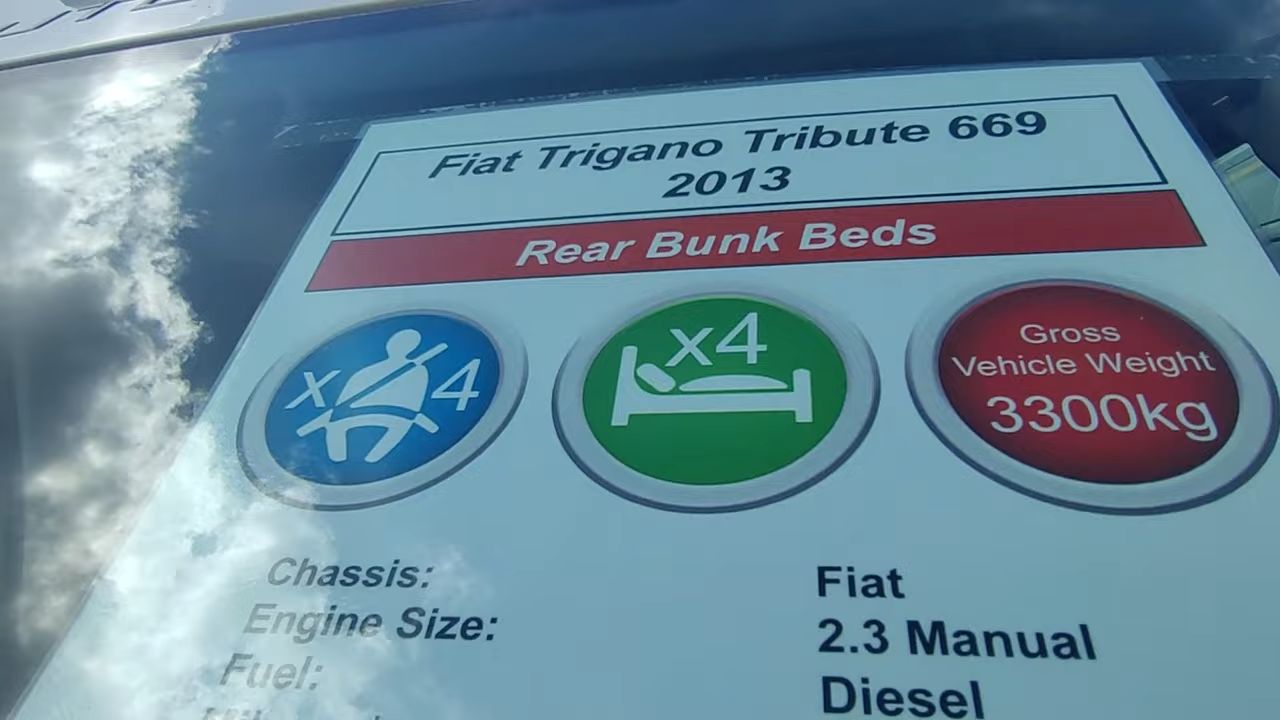 Fiat Trigano Tribute 669
2013
Rear Bunk Beds
x 4
x4
Gross
Vehicle Weight
3300kg
Chassis: Fiat
Engine Size: 2.3 Manual
Fuel: Diesel